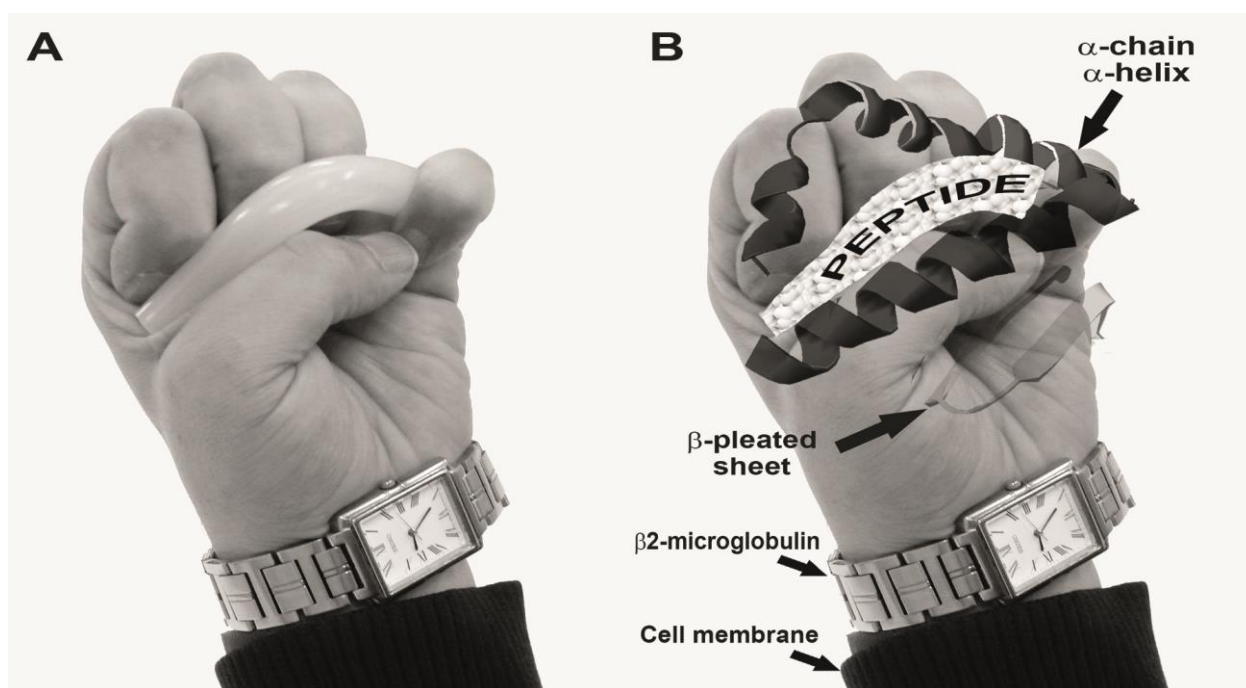 A
B
α-chain
α-helix
PEPTIDE
β-pleated
sheet
β2-microglobulin
Cell membrane